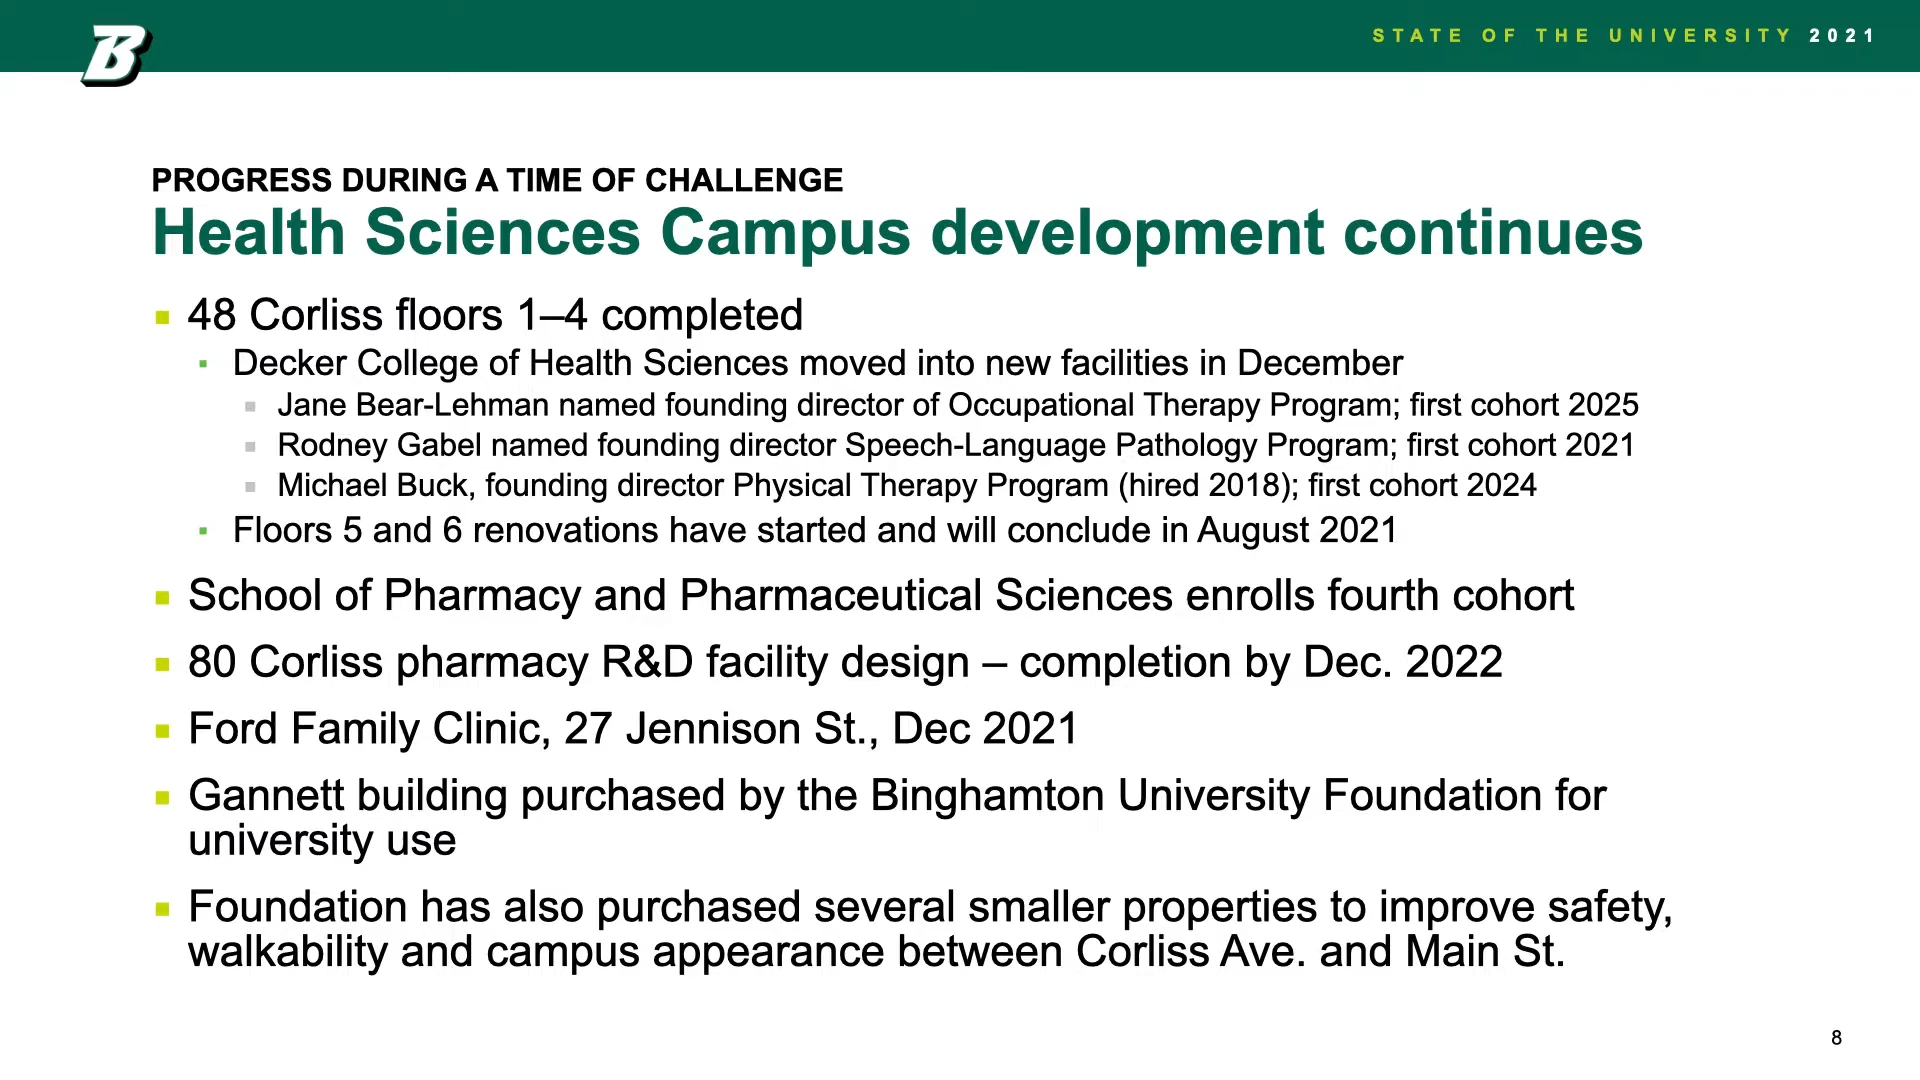 B
STATE OF THE UNIVERSITY 2021
PROGRESS DURING A TIME OF CHALLENGE
Health Sciences Campus development continues
48 Corliss floors 1–4 completed
Decker College of Health Sciences moved into new facilities in December
Jane Bear-Lehman named founding director of Occupational Therapy Program; first cohort 2025
Rodney Gabel named founding director Speech-Language Pathology Program; first cohort 2021
Michael Buck, founding director Physical Therapy Program (hired 2018); first cohort 2024
Floors 5 and 6 renovations have started and will conclude in August 2021
School of Pharmacy and Pharmaceutical Sciences enrolls fourth cohort
80 Corliss pharmacy R&D facility design – completion by Dec. 2022
Ford Family Clinic, 27 Jennison St., Dec 2021
Gannett building purchased by the Binghamton University Foundation for
university use
Foundation has also purchased several smaller properties to improve safety,
walkability and campus appearance between Corliss Ave. and Main St.
8